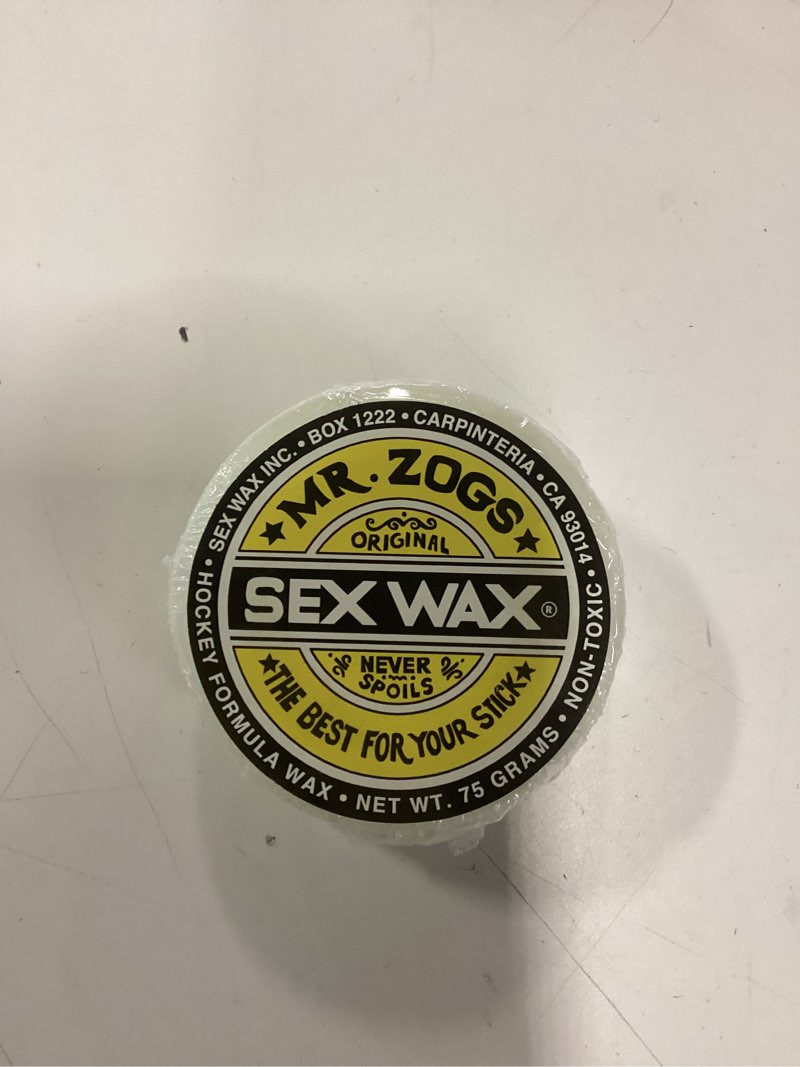 SEX WAX INC. • BOX 1222 • CARPINTERIA • CA 93014 • NON-TOXIC •
MR. ZOGS
ORIGINAL
SEX WAX®
NEVER
SPOILS
THE BEST FOR YOUR STICK
HOCKEY FORMULA WAX • NET WT. 75 GRAMS •